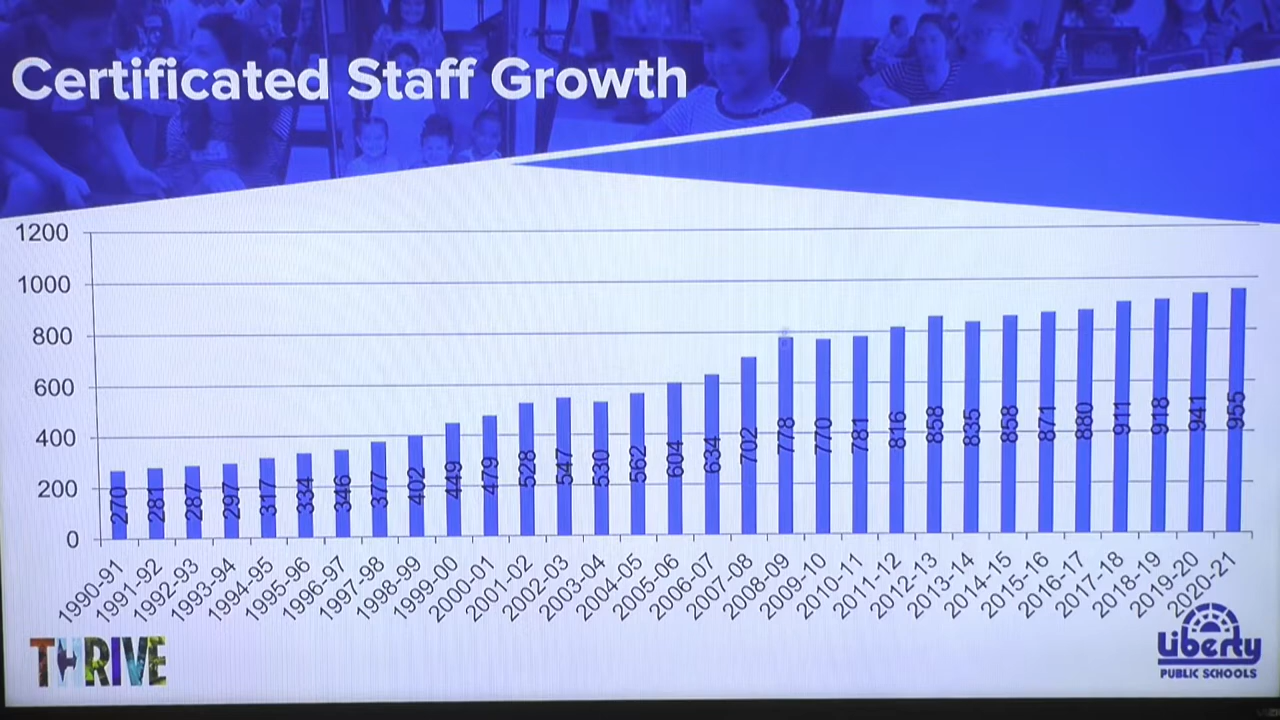 Certificated Staff Growth
1200
1000
800
600
400
200
0
270 281 287 297 317 334 346 377 402 449 479 528 547 530 562 604 634 702 778 770 781 816 858 835 858 871 880 911 918 941 955
1990-91 1991-92 1992-93 1993-94 1994-95 1995-96 1996-97 1997-98 1998-99 1999-00 2000-01 2001-02 2002-03 2003-04 2004-05 2005-06 2006-07 2007-08 2008-09 2009-10 2010-11 2011-12 2012-13 2013-14 2014-15 2015-16 2016-17 2017-18 2018-19 2019-20 2020-21
THRIVE
Liberty
PUBLIC SCHOOLS